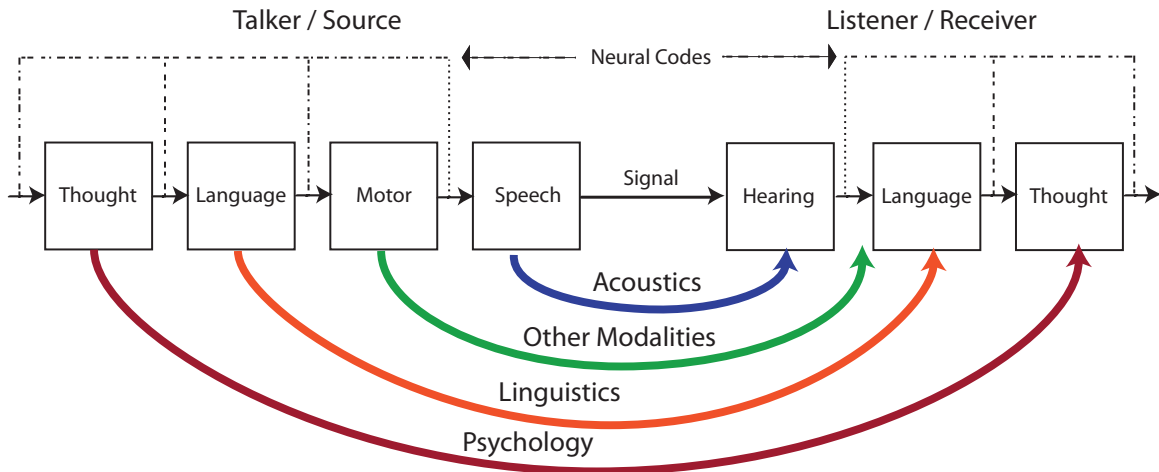 Talker / Source
Listener / Receiver
Neural Codes
Thought
Language
Motor
Speech
Signal
Hearing
Language
Thought
Acoustics
Other Modalities
Linguistics
Psychology